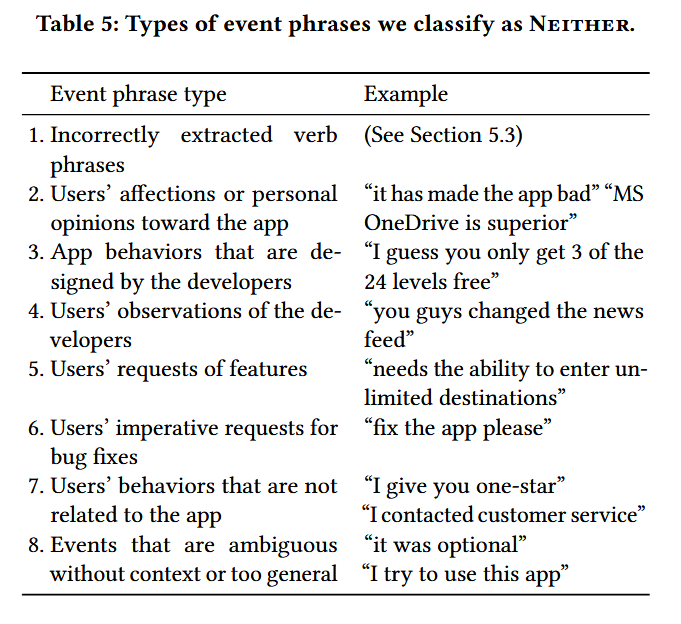 Table 5: Types of event phrases we classify as NEITHER.
Event phrase type Example
1. Incorrectly extracted verb (See Section 5.3)
phrases
2. Users’ affections or personal “it has made the app bad” “MS
opinions toward the app OneDrive is superior”
3. App behaviors that are de- “I guess you only get 3 of the
signed by the developers 24 levels free”
4. Users’ observations of the de- “you guys changed the news
velopers feed”
5. Users’ requests of features “needs the ability to enter un-
limited destinations”
6. Users’ imperative requests for “fix the app please”
bug fixes
7. Users’ behaviors that are not “I give you one-star”
related to the app “I contacted customer service”
8. Events that are ambiguous “it was optional”
without context or too general “I try to use this app”